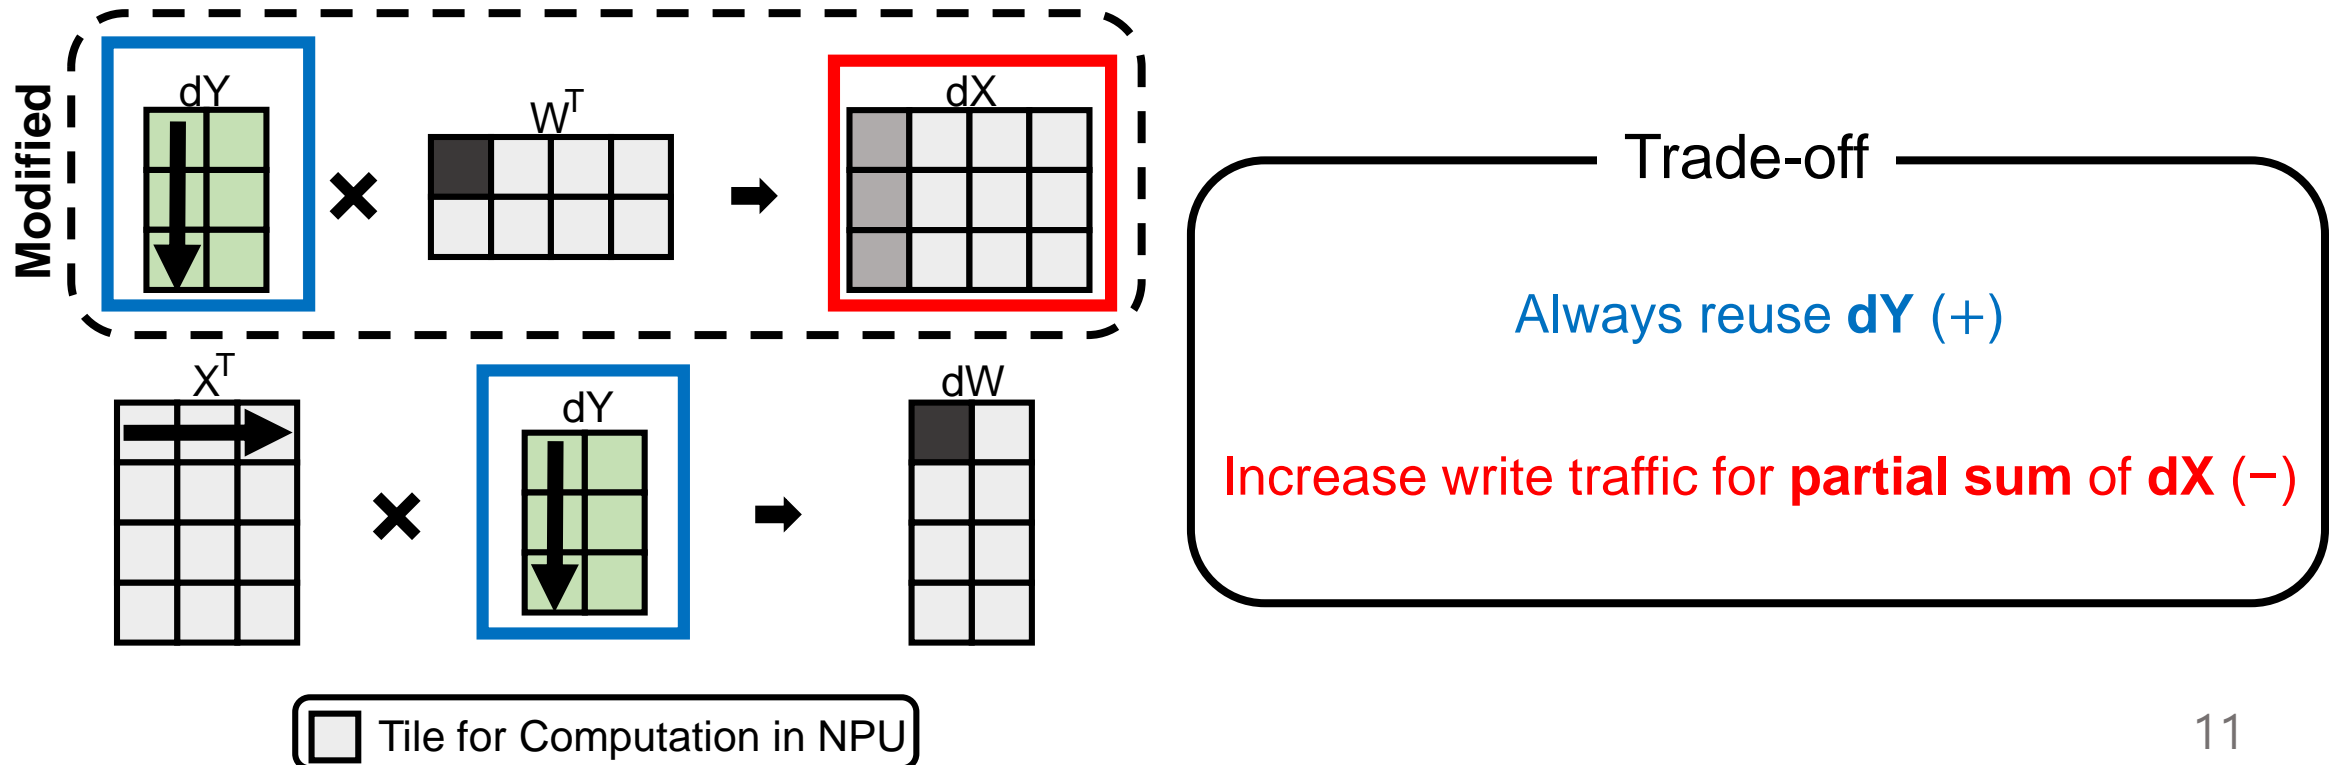 Modified
dY
W^T
dX
X^T
dY
dW
Tile for Computation in NPU
Trade-off
Always reuse dY (+)
Increase write traffic for partial sum of dX (−)
11